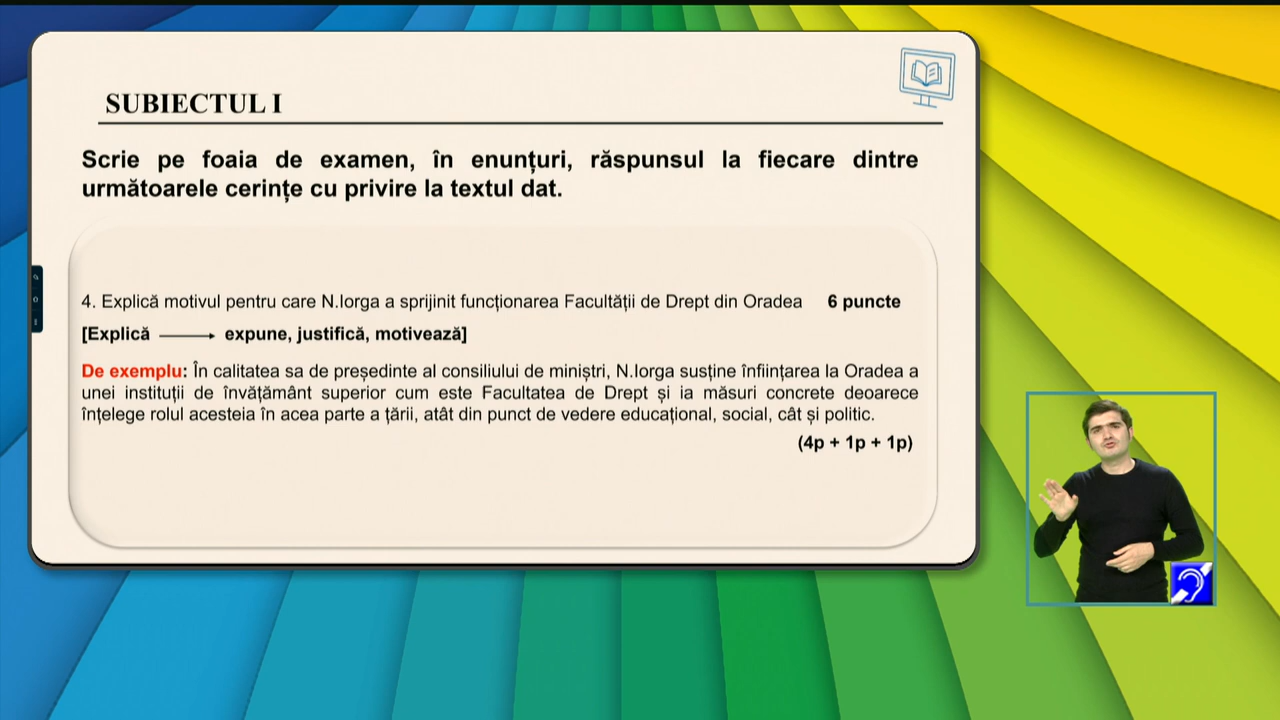 SUBIECTUL I
Scrie pe foaia de examen, în enunțuri, răspunsul la fiecare dintre
următoarele cerințe cu privire la textul dat.
4. Explică motivul pentru care N.Iorga a sprijinit funcționarea Facultății de Drept din Oradea 6 puncte
[Explică ⟶ expune, justifică, motivează]
De exemplu: În calitatea sa de președinte al consiliului de miniștri, N.Iorga susține înființarea la Oradea a
unei instituții de învățământ superior cum este Facultatea de Drept și ia măsuri concrete deoarece
înțelege rolul acesteia în acea parte a țării, atât din punct de vedere educațional, social, cât și politic.
(4p + 1p + 1p)